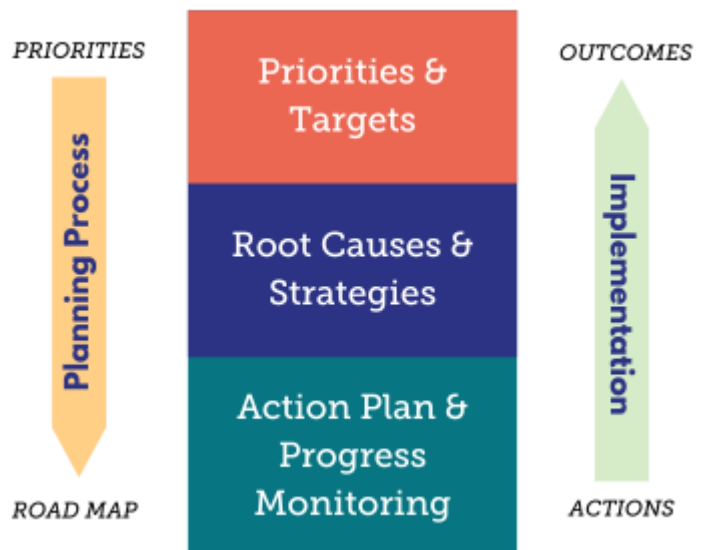 PRIORITIES
Planning Process
ROAD MAP
Priorities &
Targets
Root Causes &
Strategies
Action Plan &
Progress
Monitoring
OUTCOMES
Implementation
ACTIONS